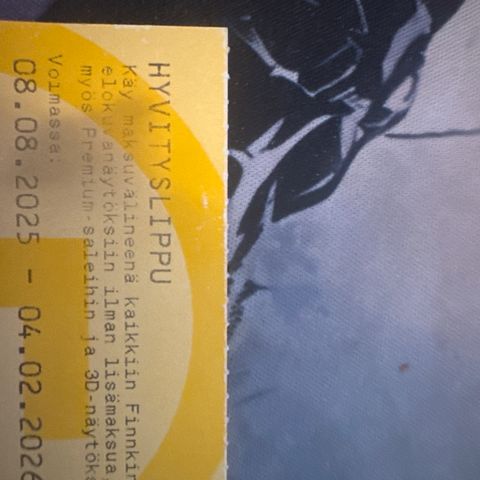 HYVITYSLIPPU
Käy maksuvälineenä kaikkiin Finnkin
elokuvanäytöksiin ilman lisämaksua,
myös Premium-saleihin ja 3D-näytöks
Voimassa:
08.08.2025 - 04.02.2026